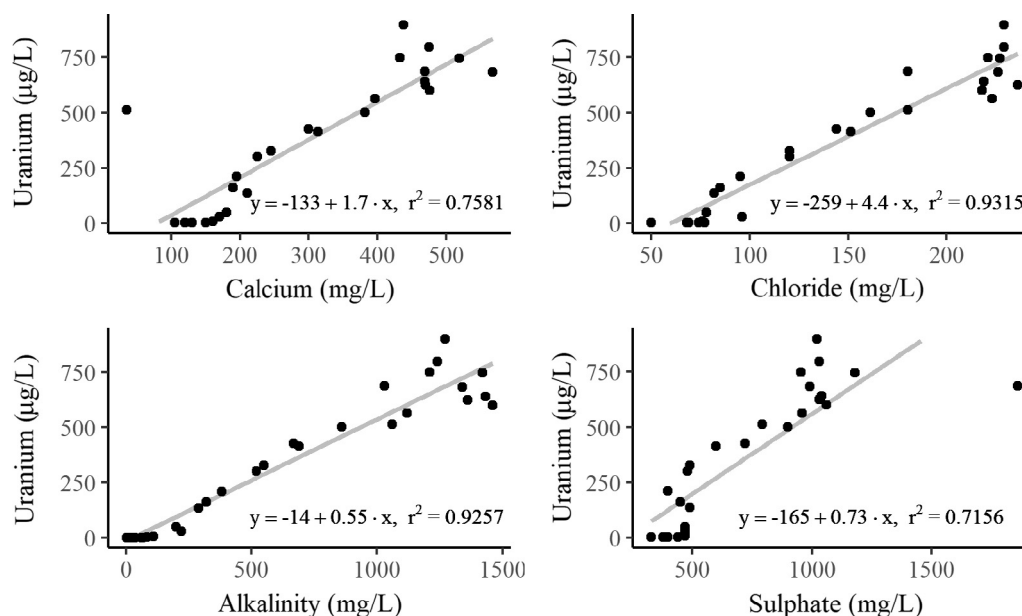 Uranium (µg/L)
750
500
250
0
y = -133 + 1.7 · x, r² = 0.7581
100 200 300 400 500
Calcium (mg/L)
Uranium (µg/L)
750
500
250
0
y = -259 + 4.4 · x, r² = 0.9315
50 100 150 200
Chloride (mg/L)
Uranium (µg/L)
750
500
250
0
y = -14 + 0.55 · x, r² = 0.9257
0 500 1000 1500
Alkalinity (mg/L)
Uranium (µg/L)
750
500
250
0
y = -165 + 0.73 · x, r² = 0.7156
500 1000 1500
Sulphate (mg/L)